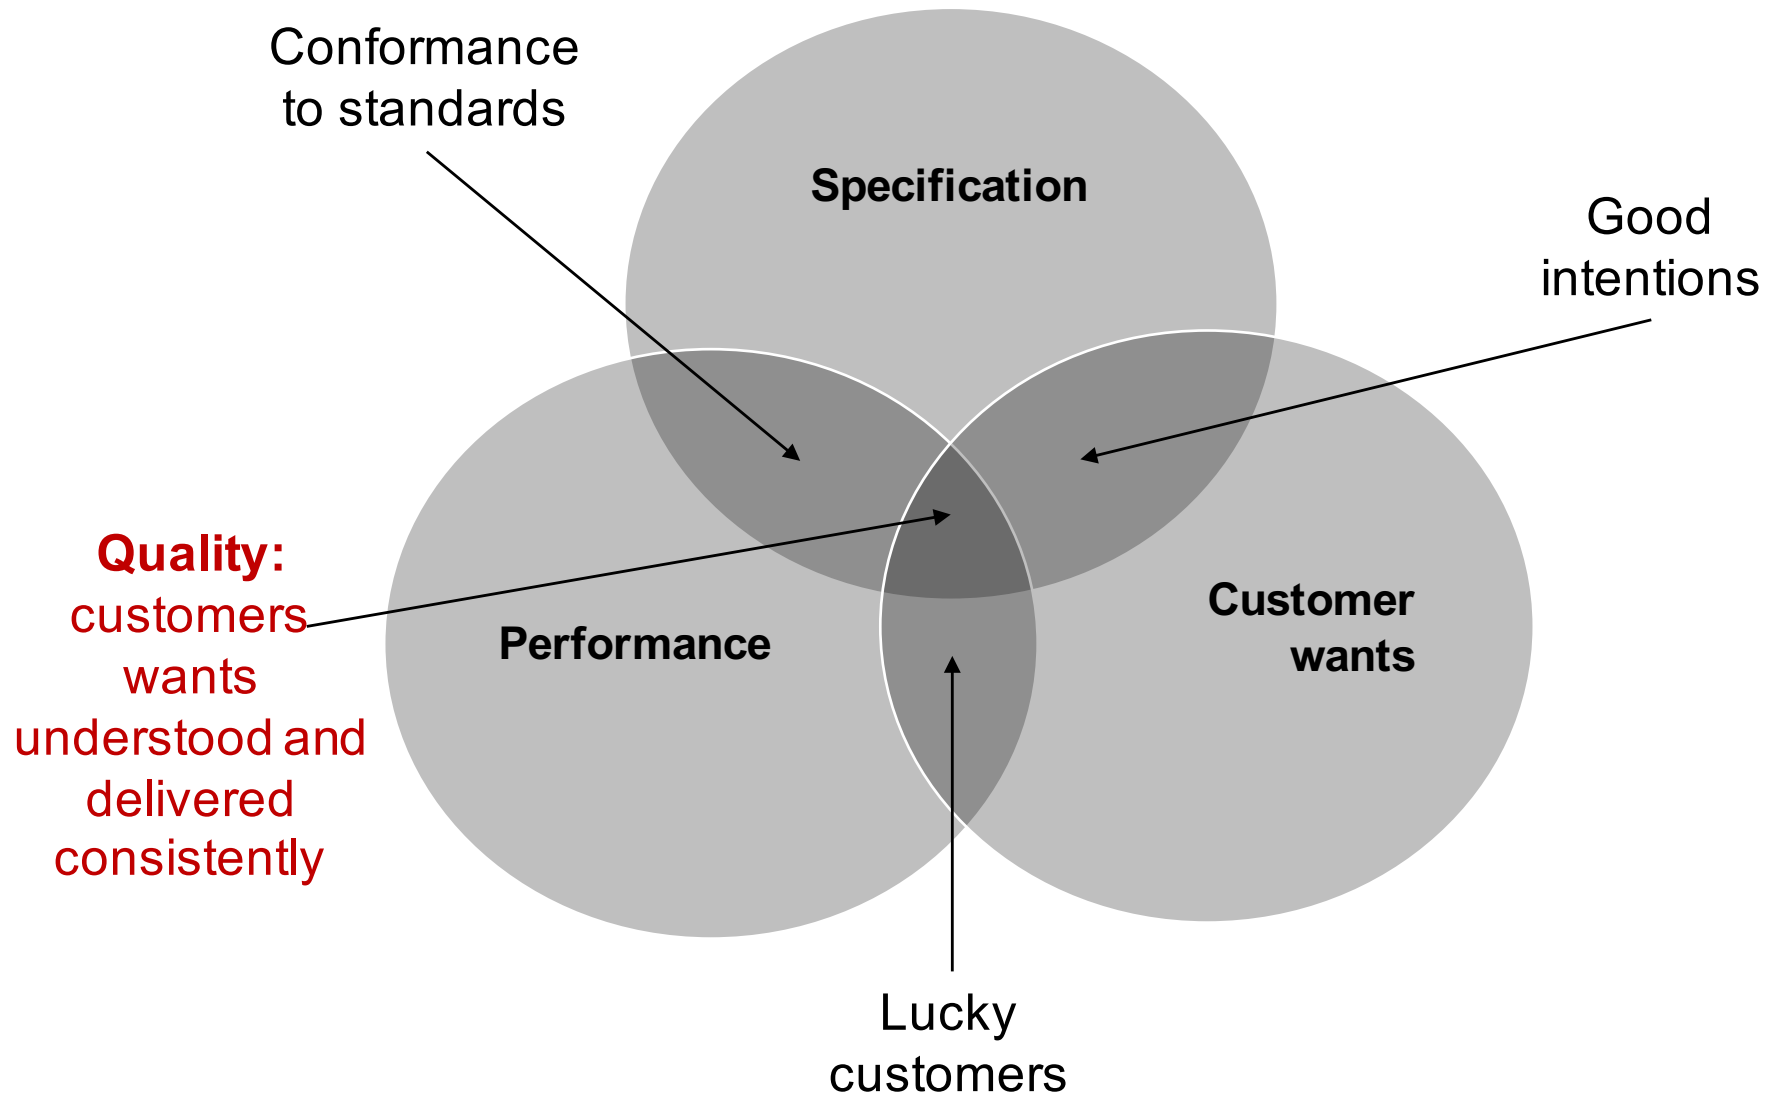 Conformance
to standards
Specification
Good
intentions
Quality:
customers
wants
understood and
delivered
consistently
Performance
Customer
wants
Lucky
customers